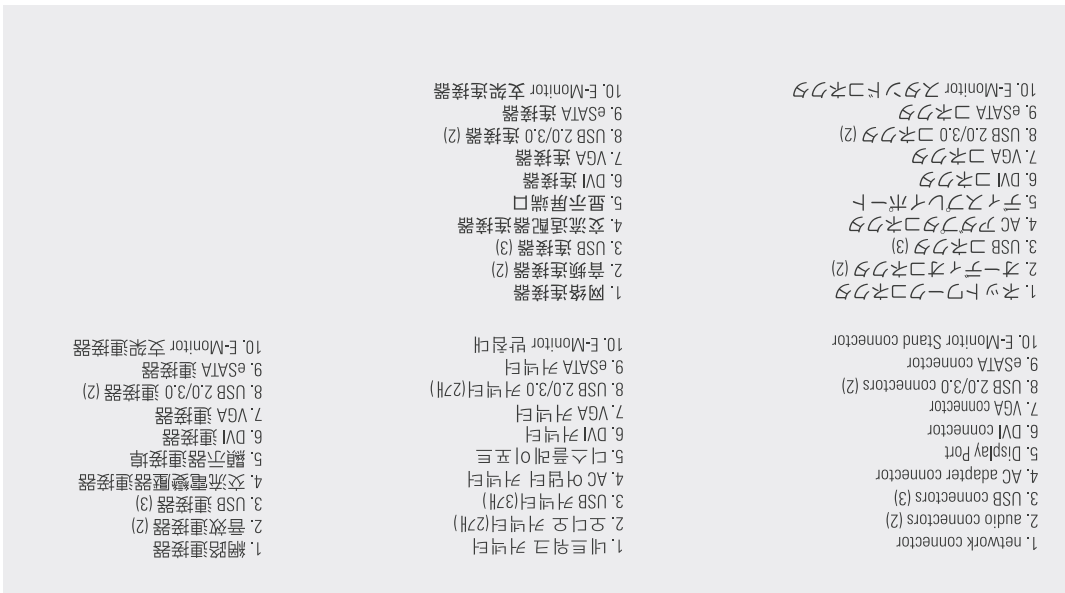 1. network connector
2. audio connectors (2)
3. USB connectors (3)
4. AC adapter connector
5. Display Port
6. DVI connector
7. VGA connector
8. USB 2.0/3.0 connectors (2)
9. eSATA connector
10. E-Monitor Stand connector
1. 네트워크 커넥터
2. 오디오 커넥터(2개)
3. USB 커넥터(3개)
4. AC 어댑터 커넥터
5. 디스플레이 포트
6. DVI 커넥터
7. VGA 커넥터
8. USB 2.0/3.0 커넥터(2개)
9. eSATA 커넥터
10. E-Monitor 받침대
1. 網路連接器
2. 音效連接器 (2)
3. USB 連接器 (3)
4. 交流電變壓器連接器
5. 顯示器連接埠
6. DVI 連接器
7. VGA 連接器
8. USB 2.0/3.0 連接器 (2)
9. eSATA 連接器
10. E-Monitor 支架連接器
1. ネットワークコネクタ
2. オーディオコネクタ (2)
3. USB コネクタ (3)
4. AC アダプタコネクタ
5. ディスプレイポート
6. DVI コネクタ
7. VGA コネクタ
8. USB 2.0/3.0 コネクタ (2)
9. eSATA コネクタ
10. E-Monitor スタンドコネクタ
1. 网络连接器
2. 音频连接器 (2)
3. USB 连接器 (3)
4. 交流适配器连接器
5. 显示屏端口
6. DVI 连接器
7. VGA 连接器
8. USB 2.0/3.0 连接器 (2)
9. eSATA 连接器
10. E-Monitor 支架连接器